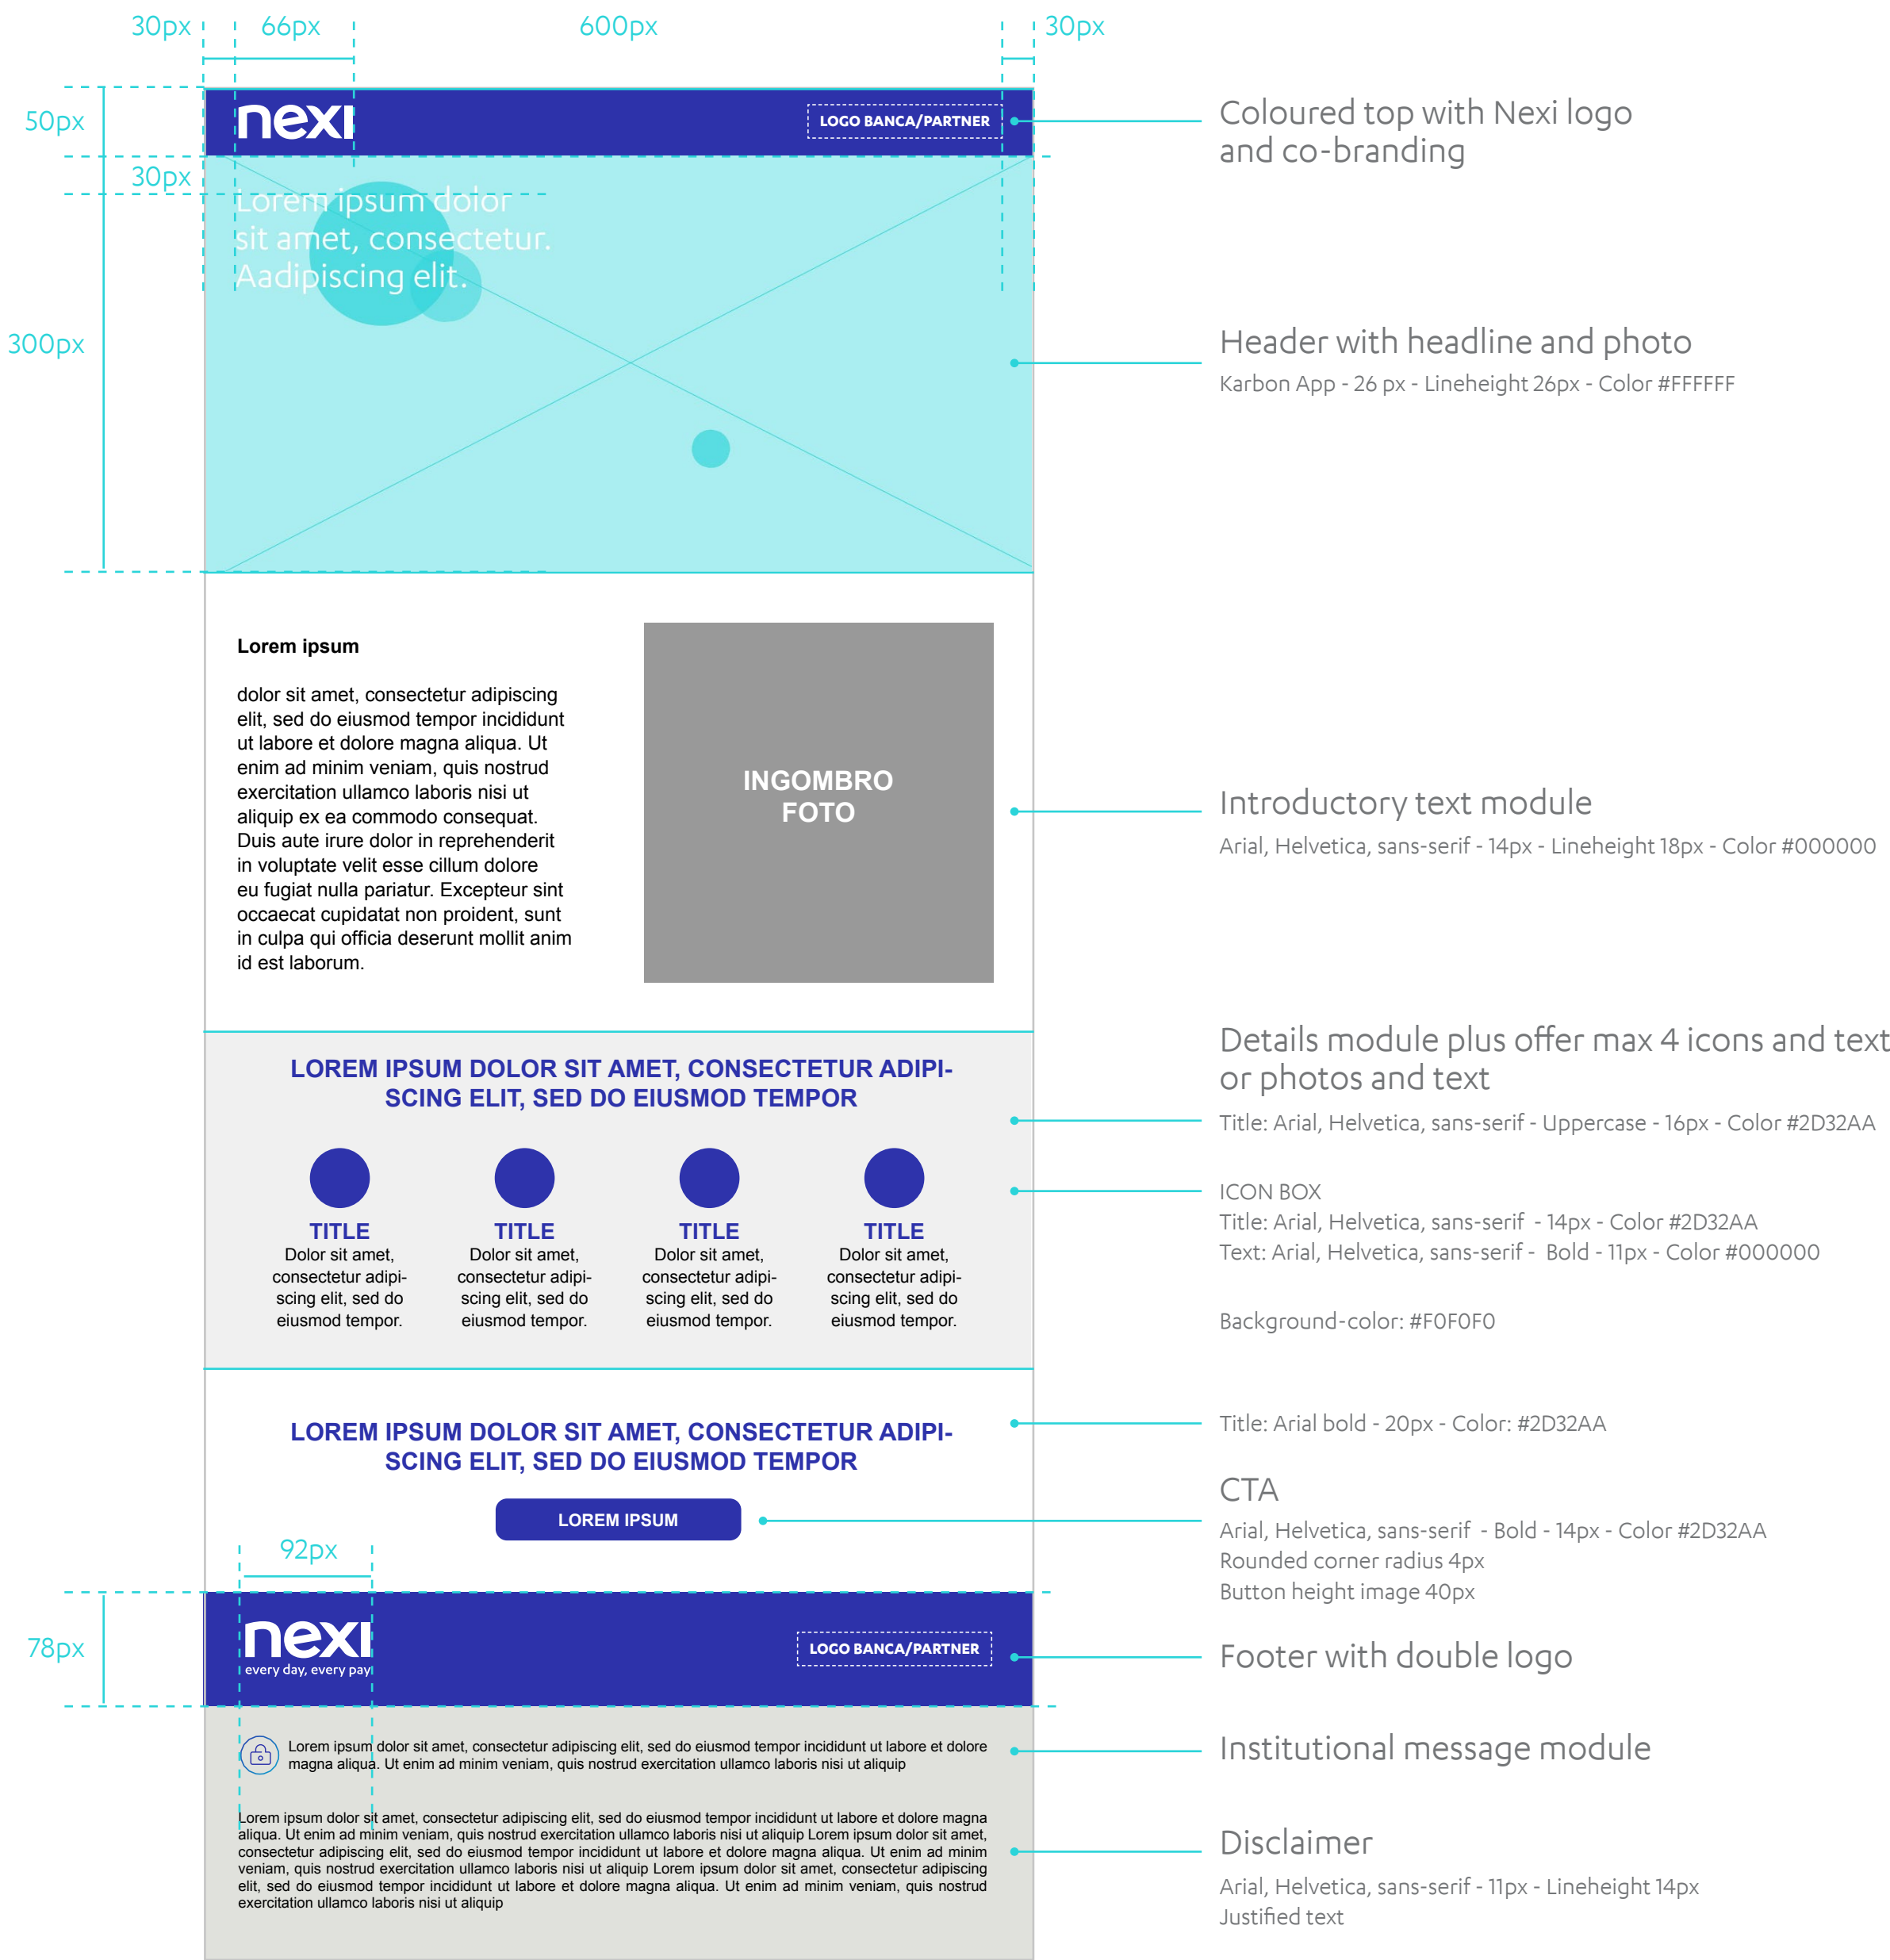 30px
66px
600px
30px
50px
nexi
LOGO BANCA/PARTNER
Coloured top with Nexi logo
and co-branding
30px
Lorem ipsum dolor
sit amet, consectetur.
Aadipiscing elit.
300px
Header with headline and photo
Karbon App - 26 px - Lineheight 26px - Color #FFFFFF
Lorem ipsum
dolor sit amet, consectetur adipiscing
elit, sed do eiusmod tempor incididunt
ut labore et dolore magna aliqua. Ut
enim ad minim veniam, quis nostrud
exercitation ullamco laboris nisi ut
aliquip ex ea commodo consequat.
Duis aute irure dolor in reprehenderit
in voluptate velit esse cillum dolore
eu fugiat nulla pariatur. Excepteur sint
occaecat cupidatat non proident, sunt
in culpa qui officia deserunt mollit anim
id est laborum.
INGOMBRO
FOTO
Introductory text module
Arial, Helvetica, sans-serif - 14px - Lineheight 18px - Color #000000
LOREM IPSUM DOLOR SIT AMET, CONSECTETUR ADIPI-
SCING ELIT, SED DO EIUSMOD TEMPOR
Details module plus offer max 4 icons and text
or photos and text
Title: Arial, Helvetica, sans-serif - Uppercase - 16px - Color #2D32AA
TITLE
Dolor sit amet,
consectetur adipi-
scing elit, sed do
eiusmod tempor.
TITLE
Dolor sit amet,
consectetur adipi-
scing elit, sed do
eiusmod tempor.
TITLE
Dolor sit amet,
consectetur adipi-
scing elit, sed do
eiusmod tempor.
TITLE
Dolor sit amet,
consectetur adipi-
scing elit, sed do
eiusmod tempor.
ICON BOX
Title: Arial, Helvetica, sans-serif - 14px - Color #2D32AA
Text: Arial, Helvetica, sans-serif - Bold - 11px - Color #000000
Background-color: #F0F0F0
LOREM IPSUM DOLOR SIT AMET, CONSECTETUR ADIPI-
SCING ELIT, SED DO EIUSMOD TEMPOR
Title: Arial bold - 20px - Color: #2D32AA
LOREM IPSUM
CTA
Arial, Helvetica, sans-serif - Bold - 14px - Color #2D32AA
Rounded corner radius 4px
Button height image 40px
92px
78px
nexi
every day, every pay
LOGO BANCA/PARTNER
Footer with double logo
Lorem ipsum dolor sit amet, consectetur adipiscing elit, sed do eiusmod tempor incididunt ut labore et dolore
magna aliqua. Ut enim ad minim veniam, quis nostrud exercitation ullamco laboris nisi ut aliquip
Institutional message module
Lorem ipsum dolor sit amet, consectetur adipiscing elit, sed do eiusmod tempor incididunt ut labore et dolore magna
aliqua. Ut enim ad minim veniam, quis nostrud exercitation ullamco laboris nisi ut aliquip Lorem ipsum dolor sit amet,
consectetur adipiscing elit, sed do eiusmod tempor incididunt ut labore et dolore magna aliqua. Ut enim ad minim
veniam, quis nostrud exercitation ullamco laboris nisi ut aliquip Lorem ipsum dolor sit amet, consectetur adipiscing
elit, sed do eiusmod tempor incididunt ut labore et dolore magna aliqua. Ut enim ad minim veniam, quis nostrud
exercitation ullamco laboris nisi ut aliquip
Disclaimer
Arial, Helvetica, sans-serif - 11px - Lineheight 14px
Justified text